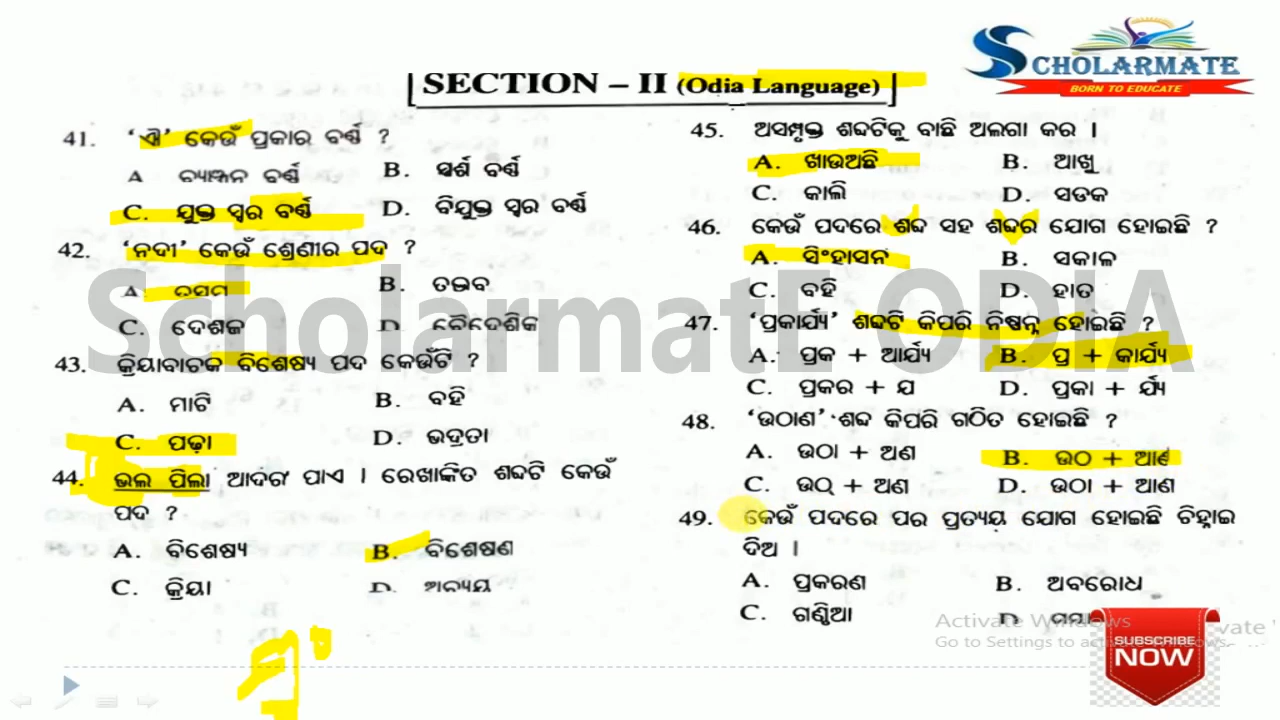 SCHOLARMATE
BORN TO EDUCATE
SECTION – II (Odia Language)
41. ‘ଐ’ କେଉଁ ପ୍ରକାର ବର୍ଣ୍ଣ ?
A ବ୍ୟାଞ୍ଜନ ବର୍ଣ୍ଣ B. ସ୍ପର୍ଶ ବର୍ଣ୍ଣ
C. ଯୁକ୍ତ ସ୍ୱର ବର୍ଣ୍ଣ D. ବିଯୁକ୍ତ ସ୍ୱର ବର୍ଣ୍ଣ
42. ‘ନଦୀ’ କେଉଁ ଶ୍ରେଣୀର ପଦ ?
A. ତତ୍ସମ B. ତଦ୍ଭବ
C. ଦେଶଜ D. ବୈଦେଶିକ
43. କ୍ରିୟାବାଚକ ବିଶେଷ୍ୟ ପଦ କେଉଁଟି ?
A. ମାଟି B. ବହି
C. ପଢ଼ା D. ଭଦ୍ରତା
44. ଭଲ ପିଲା ଆଦର ପାଏ । ରେଖାଙ୍କିତ ଶବ୍ଦଟି କେଉଁ
ପଦ ?
A. ବିଶେଷ୍ୟ B. ବିଶେଷଣ
C. କ୍ରିୟା D. ଅବ୍ୟୟ
45. ଅସମ୍ପୃକ୍ତ ଶବ୍ଦଟିକୁ ବାଛି ଅଲଗା କର ।
A. ଖାଉଅଛି B. ଆଖୁ
C. କାଲି D. ସଡକ
46. କେଉଁ ପଦରେ ଶବ୍ଦ ସହ ଶବ୍ଦର ଯୋଗ ହୋଇଛି ?
A. ସିଂହାସନ B. ସକାଳ
C. ବହି D. ହାତ
47. ‘ପ୍ରକାର୍ଯ୍ୟ’ ଶବ୍ଦଟି କିପରି ନିଷ୍ପନ୍ନ ହୋଇଛି ?
A. ପ୍ରକ + ଆର୍ଯ୍ୟ B. ପ୍ର + କାର୍ଯ୍ୟ
C. ପ୍ରକର + ଯ D. ପ୍ରକା + ର୍ଯ୍ୟ
48. ‘ଉଠାଣ’ ଶବ୍ଦ କିପରି ଗଠିତ ହୋଇଛି ?
A. ଉଠା + ଅଣ B. ଉଠ + ଆଣ
C. ଉଠ୍ + ଅଣ D. ଉଠା + ଆଣ
49. କେଉଁ ପଦରେ ପର ପ୍ରତ୍ୟୟ ଯୋଗ ହୋଇଛି ଚିହ୍ନାଇ
ଦିଅ ।
A. ପ୍ରକରଣ B. ଅବରୋଧ
C. ଗଣ୍ଠିଆ D.
ScholarmatE ODIA
Activate Windows
Go to Settings to activate Windows.
SUBSCRIBE
NOW